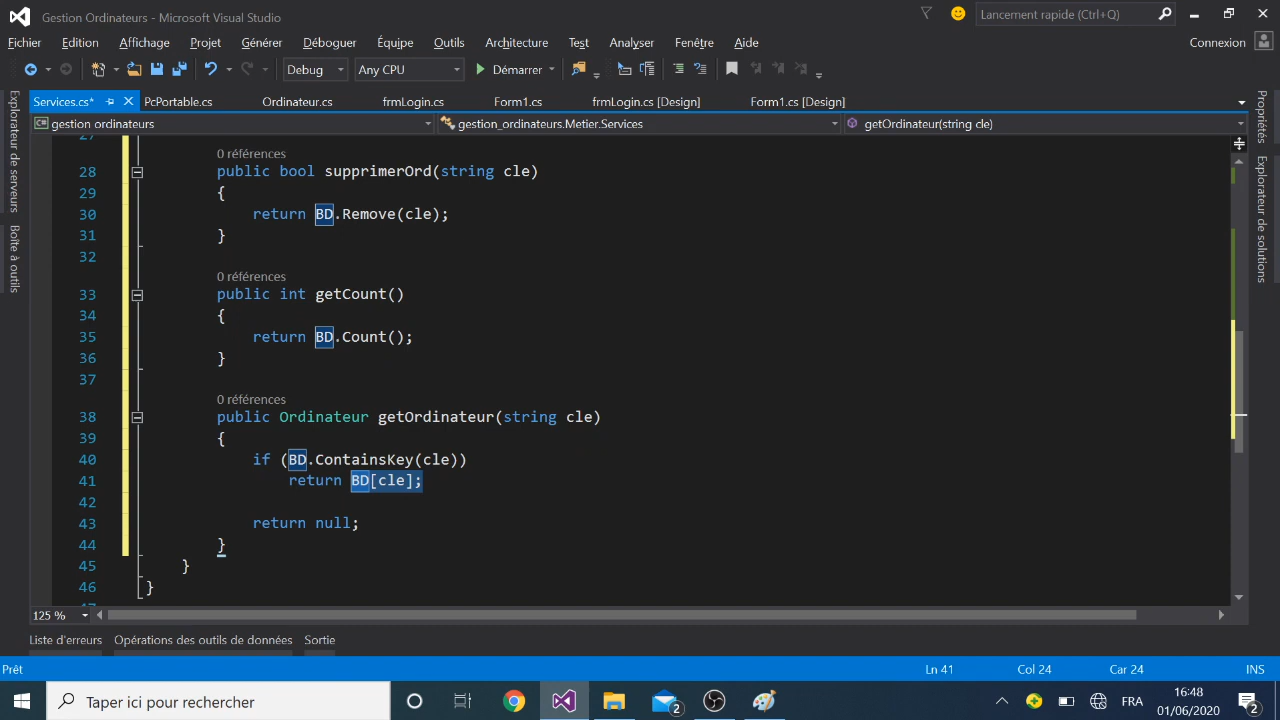 Gestion Ordinateurs - Microsoft Visual Studio
Lancement rapide (Ctrl+Q)
Fichier Edition Affichage Projet Générer Déboguer Équipe Outils Architecture Test Analyser Fenêtre Aide Connexion
Debug Any CPU Démarrer
Services.cs* PcPortable.cs Ordinateur.cs frmLogin.cs Form1.cs frmLogin.cs [Design] Form1.cs [Design]
gestion ordinateurs gestion_ordinateurs.Metier.Services getOrdinateur(string cle)
Explorateur de serveurs
Boîte à outils
Propriétés
Explorateur de solutions
27
0 références
28 public bool supprimerOrd(string cle)
29 {
30 return BD.Remove(cle);
31 }
32
0 références
33 public int getCount()
34 {
35 return BD.Count();
36 }
37
0 références
38 public Ordinateur getOrdinateur(string cle)
39 {
40 if (BD.ContainsKey(cle))
41 return BD[cle];
42
43 return null;
44 }
45 }
46 }
125 %
Liste d'erreurs Opérations des outils de données Sortie
Prêt Ln 41 Col 24 Car 24 INS
Taper ici pour rechercher 2 FRA 16:48 2
01/06/2020